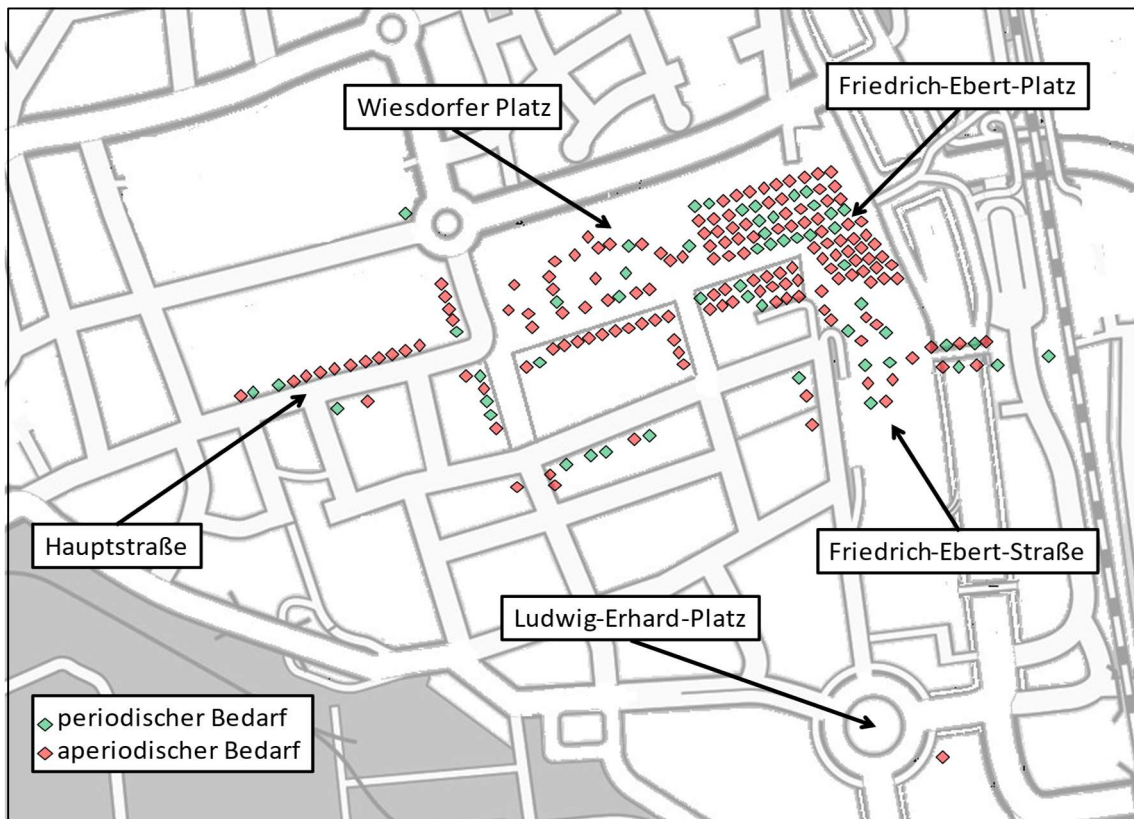 Friedrich-Ebert-Platz
Wiesdorfer Platz
Hauptstraße
Friedrich-Ebert-Straße
Ludwig-Erhard-Platz
periodischer Bedarf
aperiodischer Bedarf